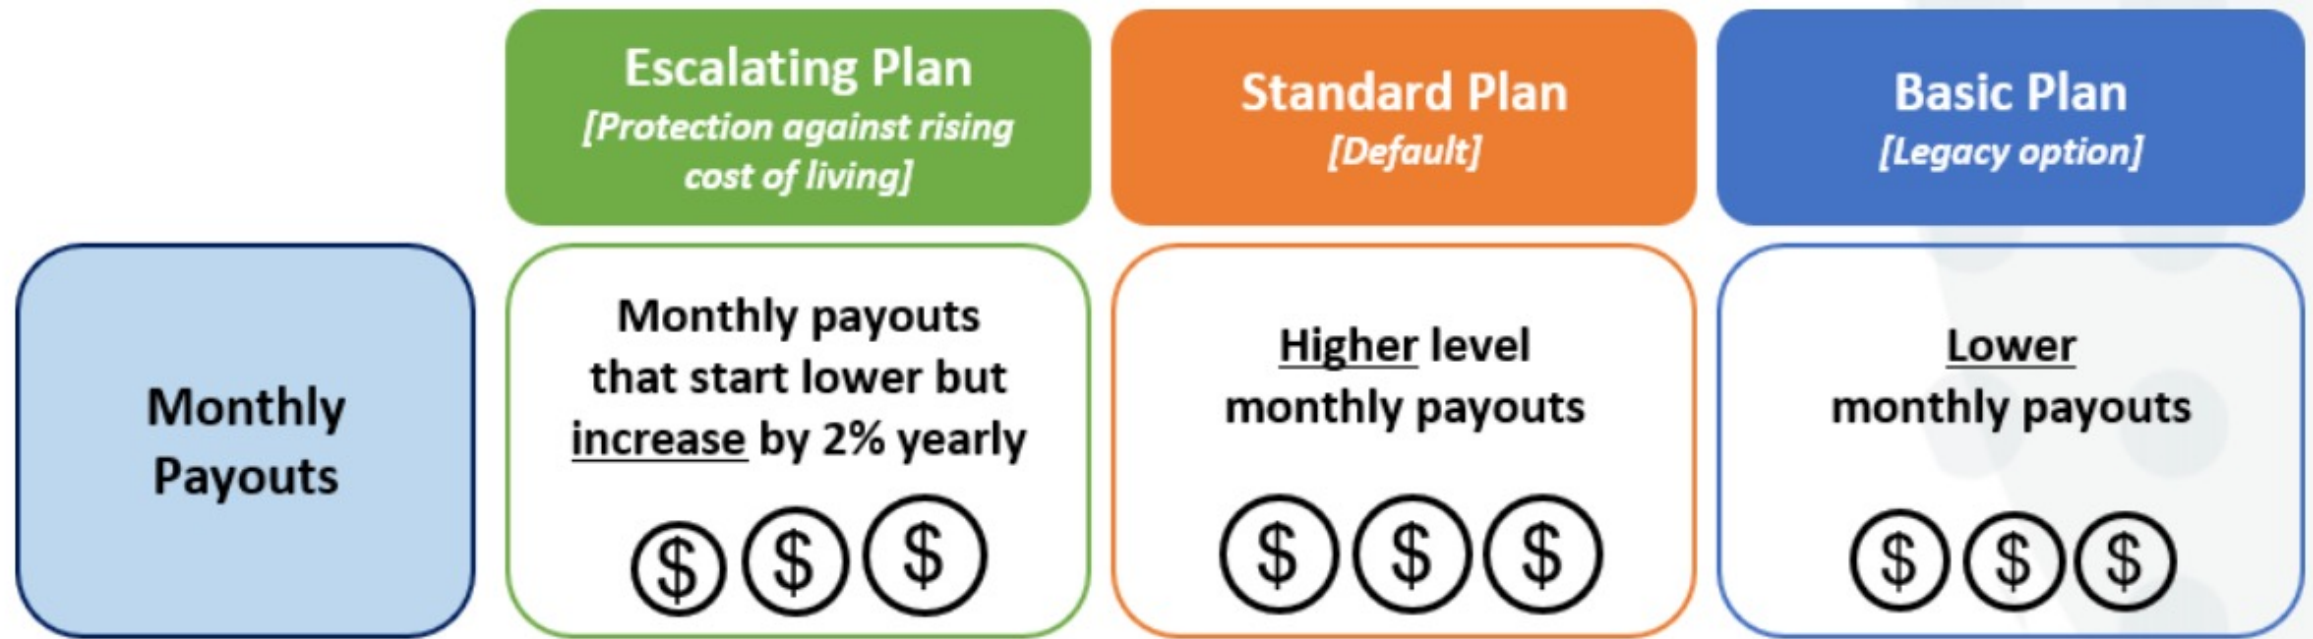 Escalating Plan
[Protection against rising
cost of living]
Standard Plan
[Default]
Basic Plan
[Legacy option]
Monthly
Payouts
Monthly payouts
that start lower but
increase by 2% yearly
$ $ $
Higher level
monthly payouts
$ $ $
Lower
monthly payouts
$ $ $